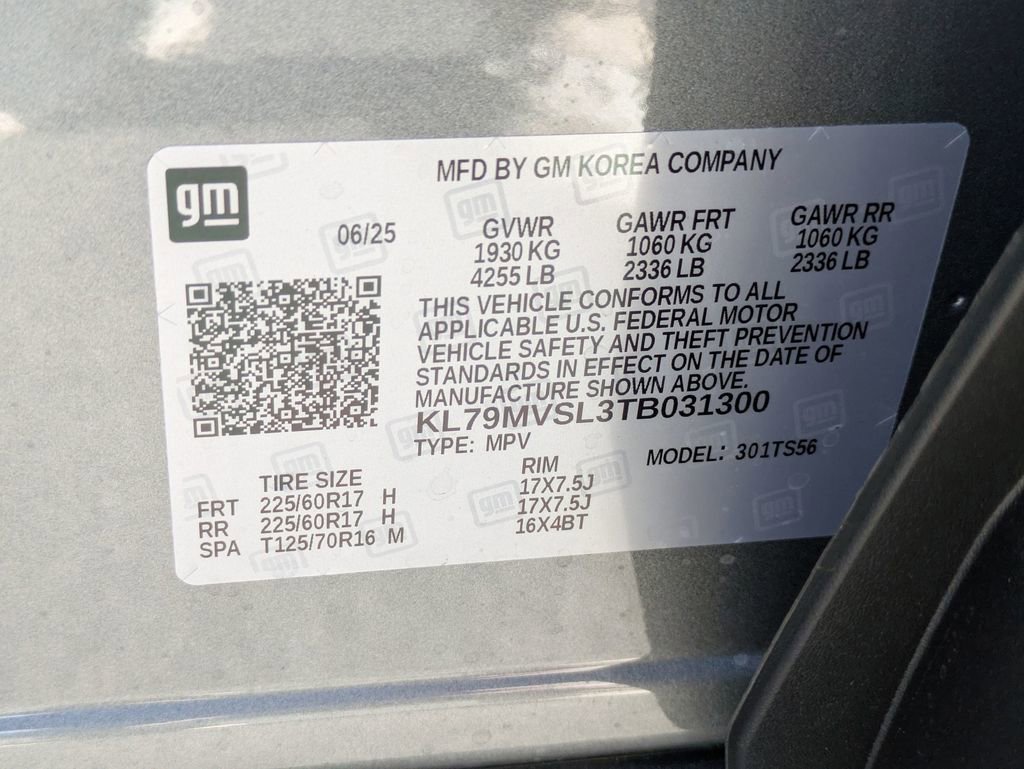 gm
MFD BY GM KOREA COMPANY
06/25
GVWR GAWR FRT GAWR RR
1930 KG 1060 KG 1060 KG
4255 LB 2336 LB 2336 LB
THIS VEHICLE CONFORMS TO ALL
APPLICABLE U.S. FEDERAL MOTOR
VEHICLE SAFETY AND THEFT PREVENTION
STANDARDS IN EFFECT ON THE DATE OF
MANUFACTURE SHOWN ABOVE.
KL79MVSL3TB031300
TYPE: MPV MODEL: 301TS56
TIRE SIZE RIM
FRT 225/60R17 H 17X7.5J
RR 225/60R17 H 17X7.5J
SPA T125/70R16 M 16X4BT